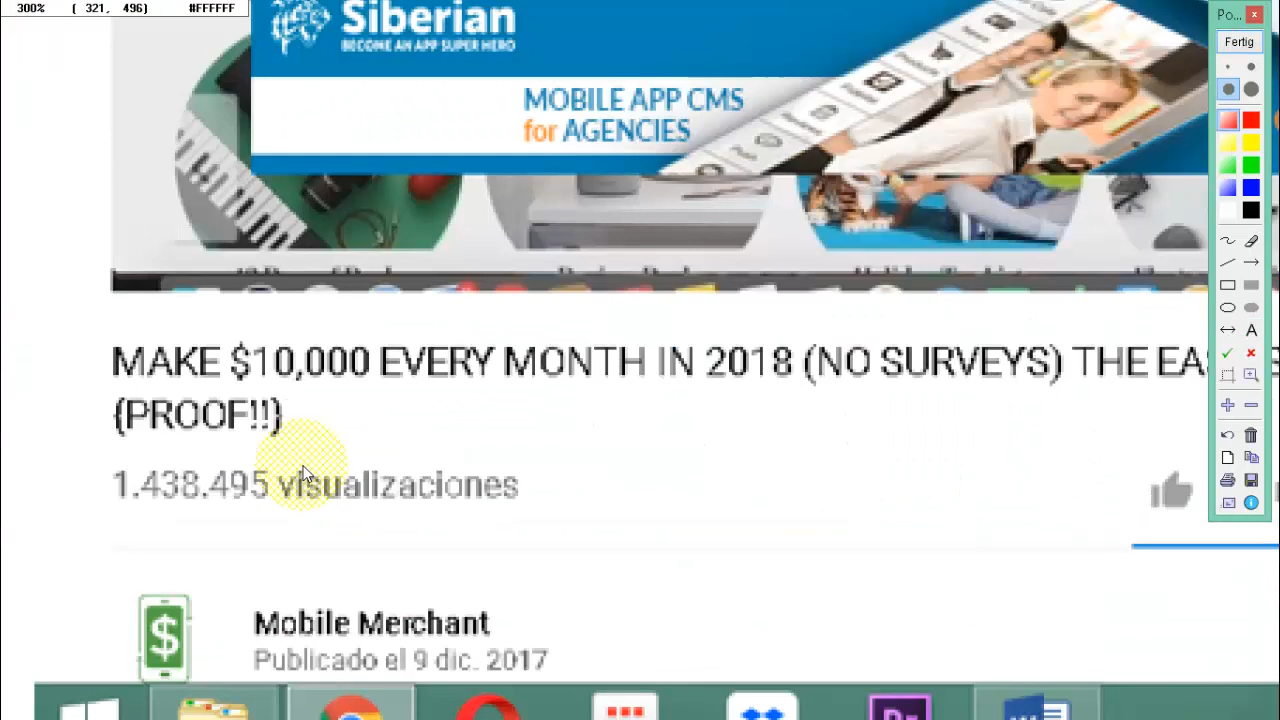 300% ( 321, 496) #FFFFFF
Po...
Siberian
BECOME AN APP SUPER HERO
Fertig
MOBILE APP CMS
for AGENCIES
MAKE $10,000 EVERY MONTH IN 2018 (NO SURVEYS) THE EAS
{PROOF!!}
1.438.495 visualizaciones
Mobile Merchant
Publicado el 9 dic. 2017